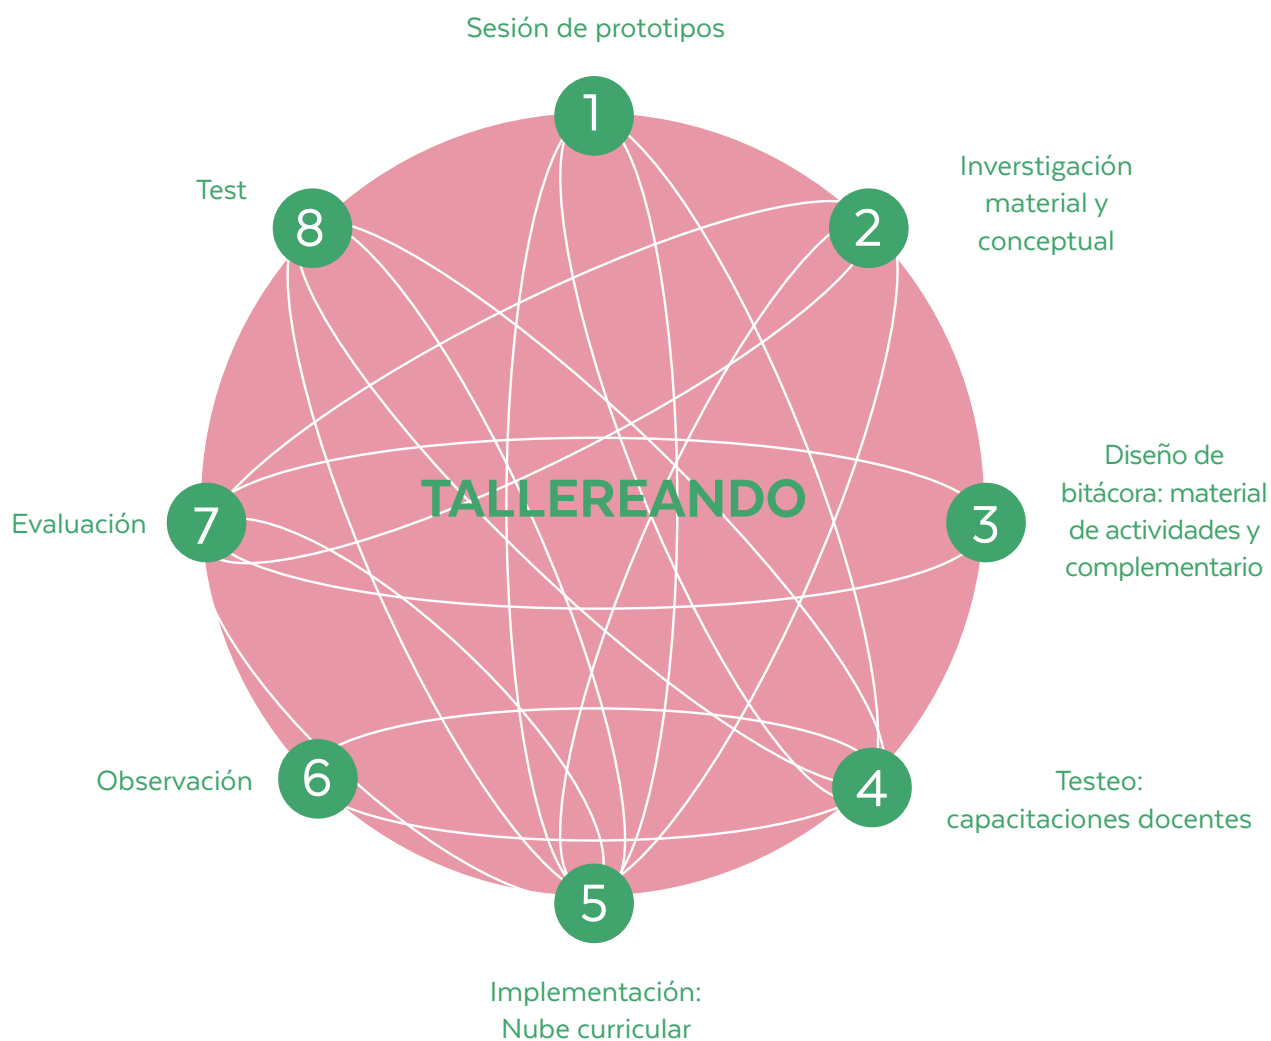 Sesión de prototipos
1
2
Inverstigación
material y
conceptual
3
Diseño de
bitácora: material
de actividades y
complementario
4
Testeo:
capacitaciones docentes
5
Implementación:
Nube curricular
6
Observación
7
Evaluación
8
Test
TALLEREANDO